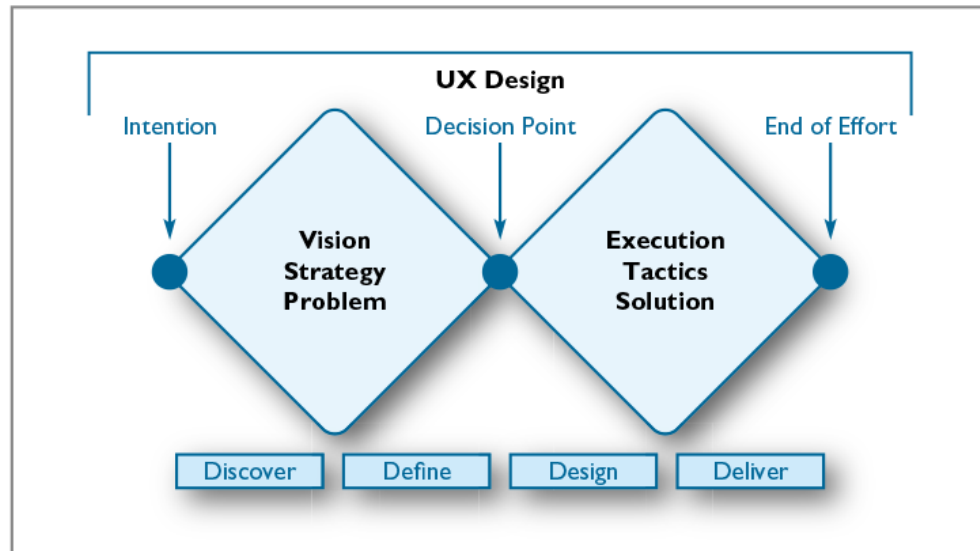 UX Design
Intention
Decision Point
End of Effort
Vision
Strategy
Problem
Execution
Tactics
Solution
Discover
Define
Design
Deliver